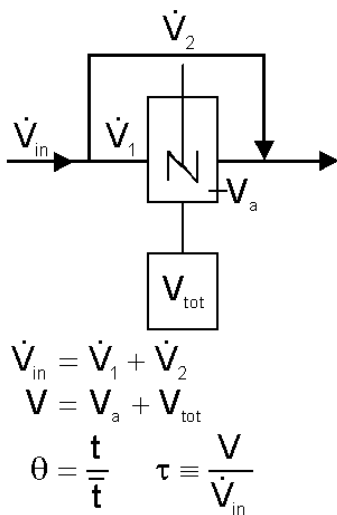 V̇₂
V̇ᵢₙ V̇₁
Vₐ
Vₜₒₜ
V̇ᵢₙ = V̇₁ + V̇₂
V = Vₐ + Vₜₒₜ
θ = t / t̄ τ ≡ V / V̇ᵢₙ